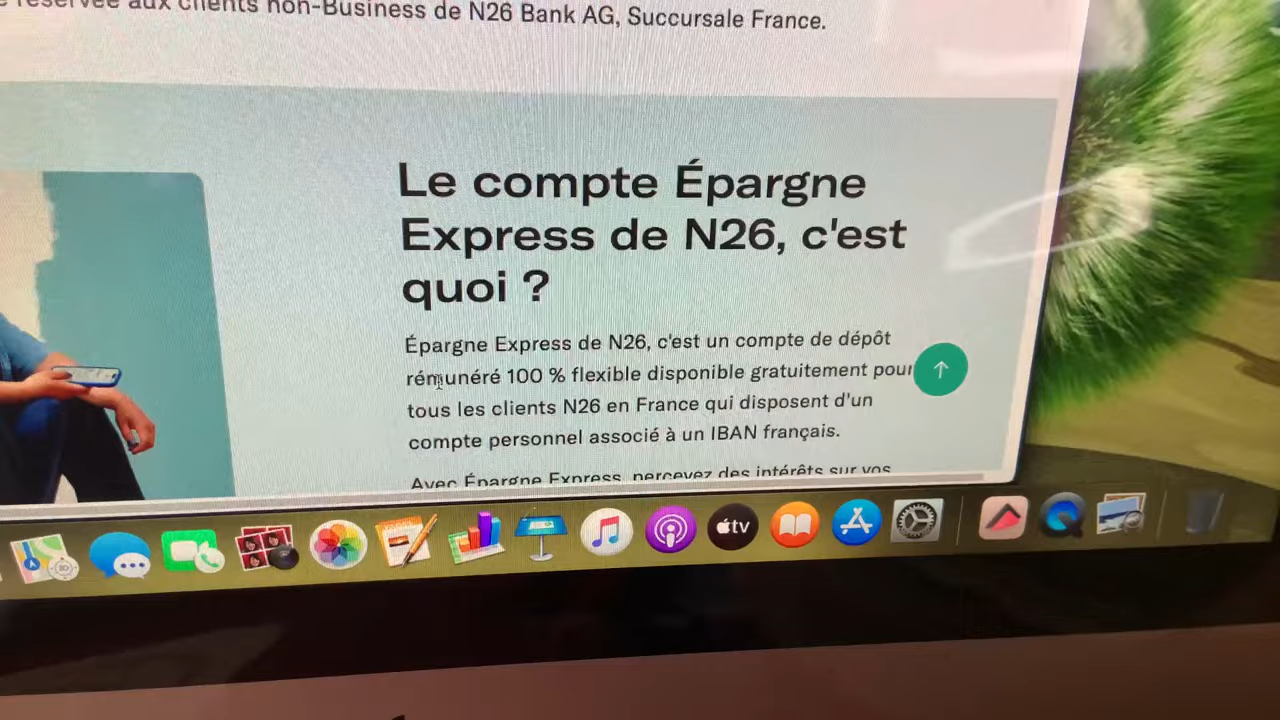 réservée aux clients non-Business de N26 Bank AG, Succursale France.
Le compte Épargne
Express de N26, c'est
quoi ?
Épargne Express de N26, c'est un compte de dépôt
rémunéré 100 % flexible disponible gratuitement pour
tous les clients N26 en France qui disposent d'un
compte personnel associé à un IBAN français.
Avec Épargne Express, percevez des intérêts sur vos
tv